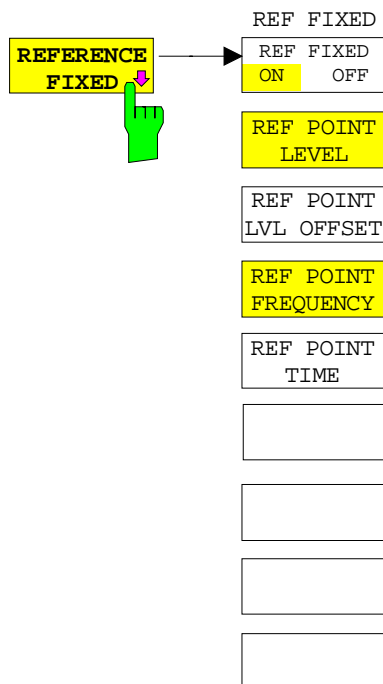 REFERENCE
FIXED
REF FIXED
REF FIXED
ON OFF
REF POINT
LEVEL
REF POINT
LVL OFFSET
REF POINT
FREQUENCY
REF POINT
TIME